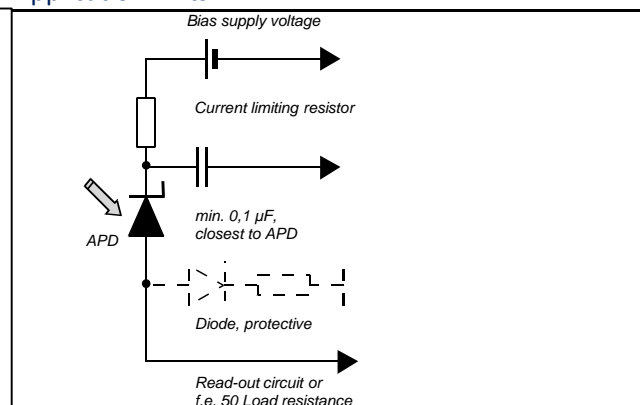 Bias supply voltage
Current limiting resistor
min. 0,1 µF,
closest to APD
APD
Diode, protective
Read-out circuit or
f.e. 50 Load resistance